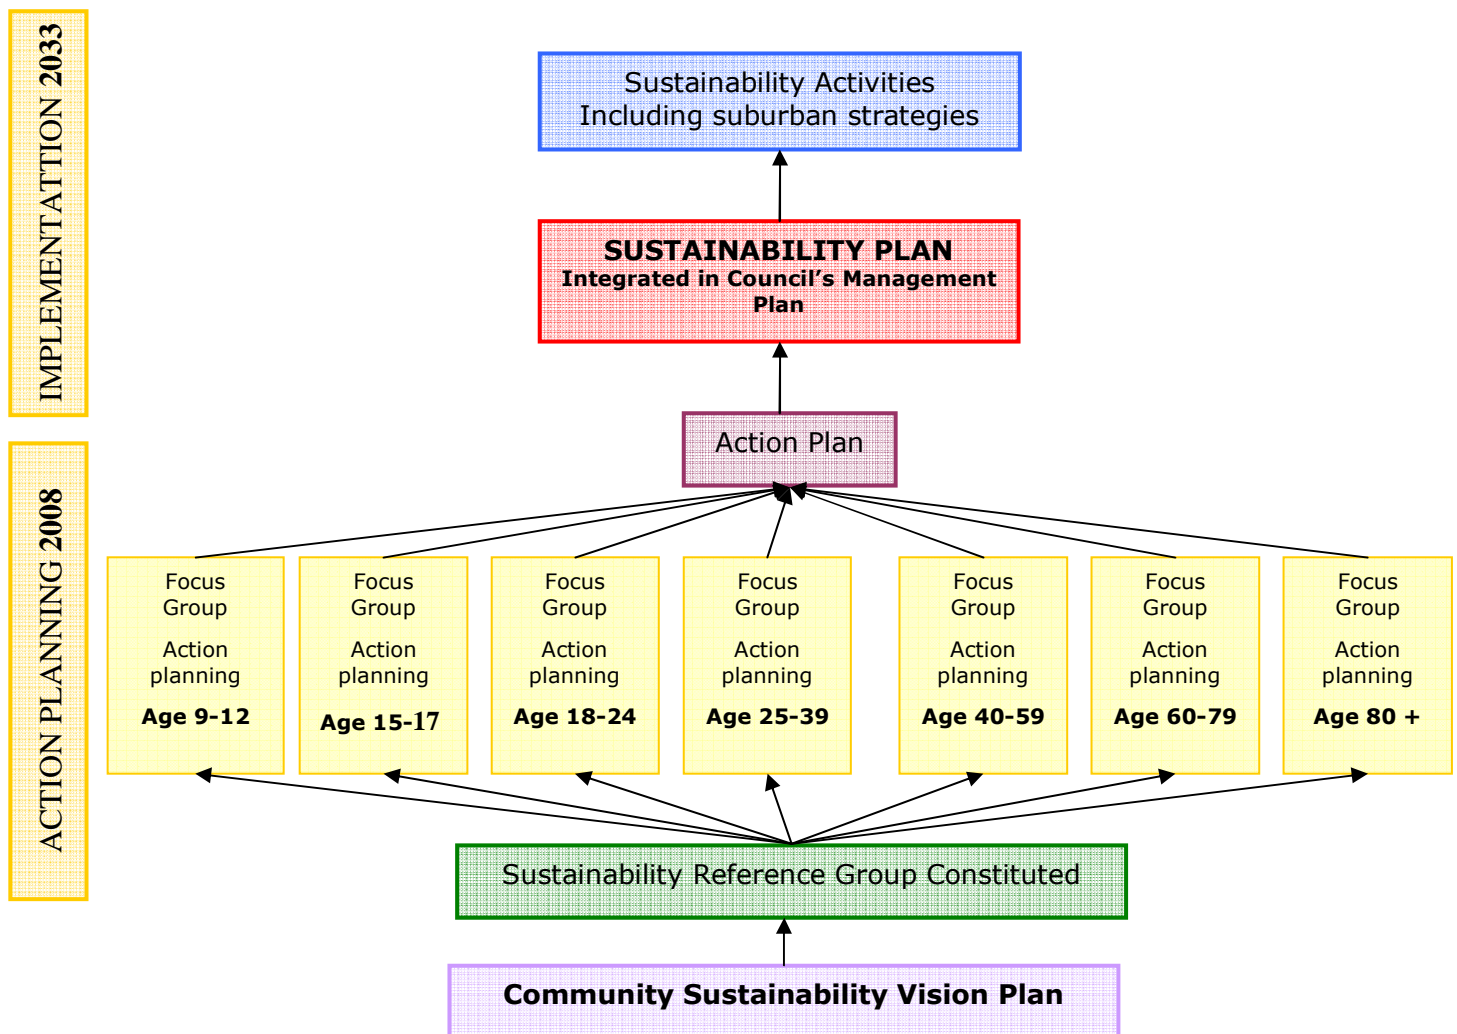 IMPLEMENTATTION 2033
Sustainability Activities
Including suburban strategies
SUSTAINABILITY PLAN
Integrated in Council’s Management
Plan
Action Plan
ACTION PLANNING 2008
Focus
Group
Action
planning
Age 9-12
Focus
Group
Action
planning
Age 15-17
Focus
Group
Action
planning
Age 18-24
Focus
Group
Action
planning
Age 25-39
Focus
Group
Action
planning
Age 40-59
Focus
Group
Action
planning
Age 60-79
Focus
Group
Action
planning
Age 80 +
Sustainability Reference Group Constituted
Community Sustainability Vision Plan